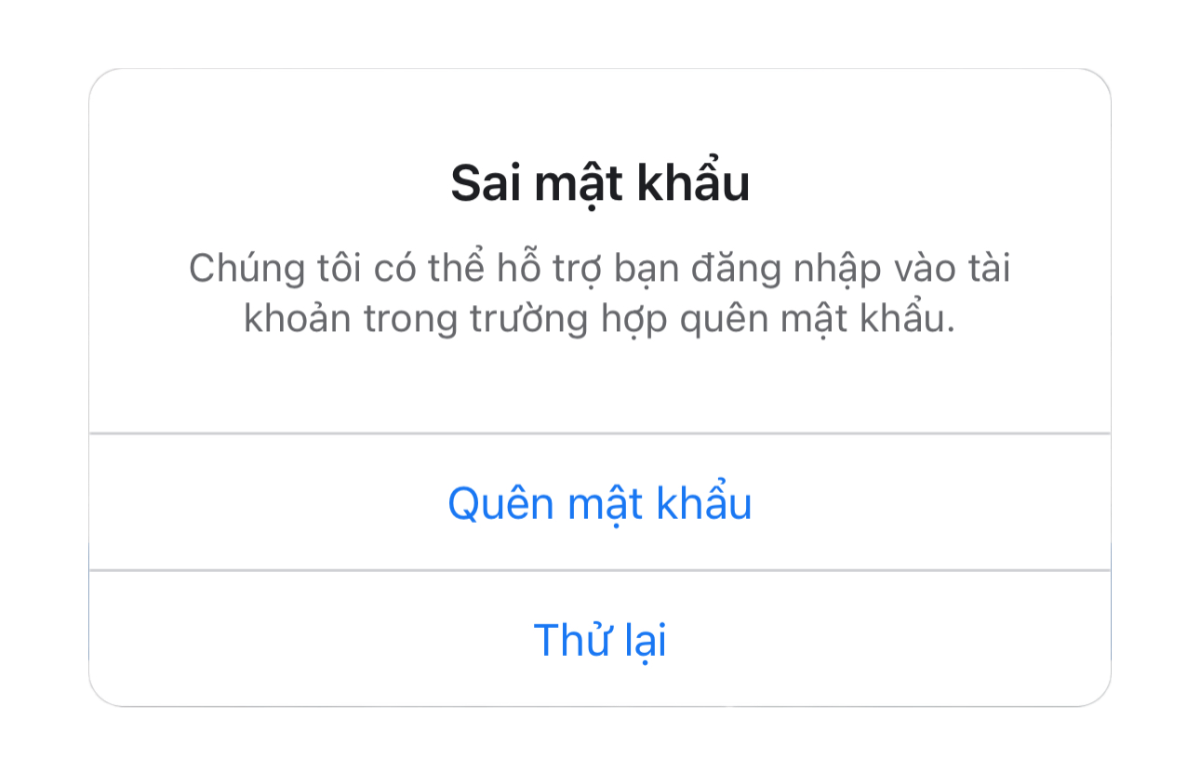 Sai mật khẩu
Chúng tôi có thể hỗ trợ bạn đăng nhập vào tài
khoản trong trường hợp quên mật khẩu.
Quên mật khẩu
Thử lại